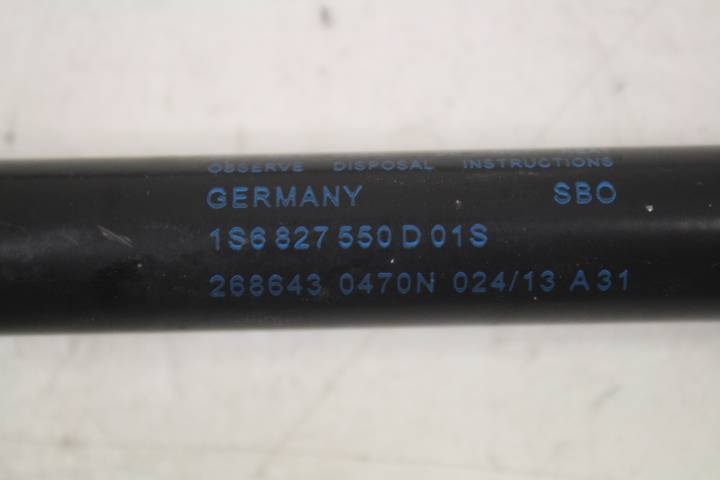 OBSERVE DISPOSAL INSTRUCTIONS
GERMANY SBO
1S6 827 550 D 01S
268643 0470N 024/13 A31